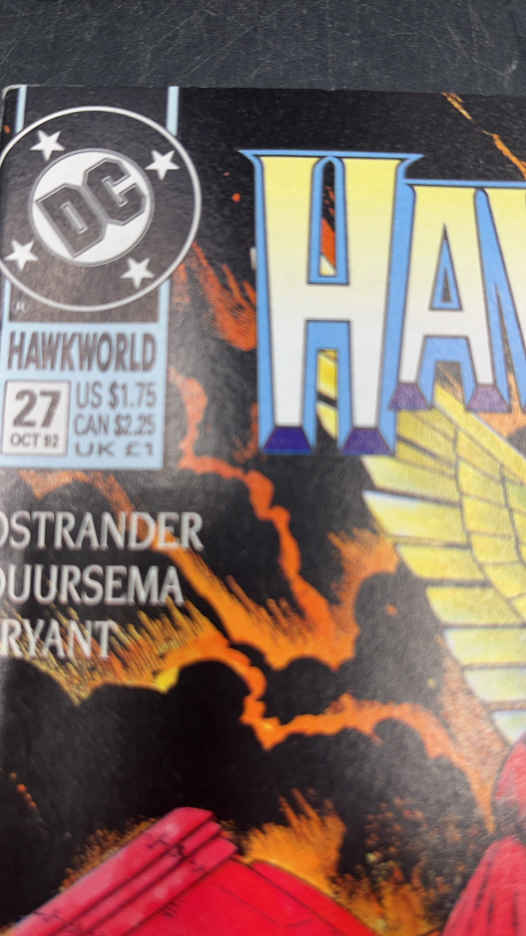 DC
HAW
HAWKWORLD
27
OCT 92
US $1.75
CAN $2.25
UK £1
OSTRANDER
DUURSEMA
RYANT